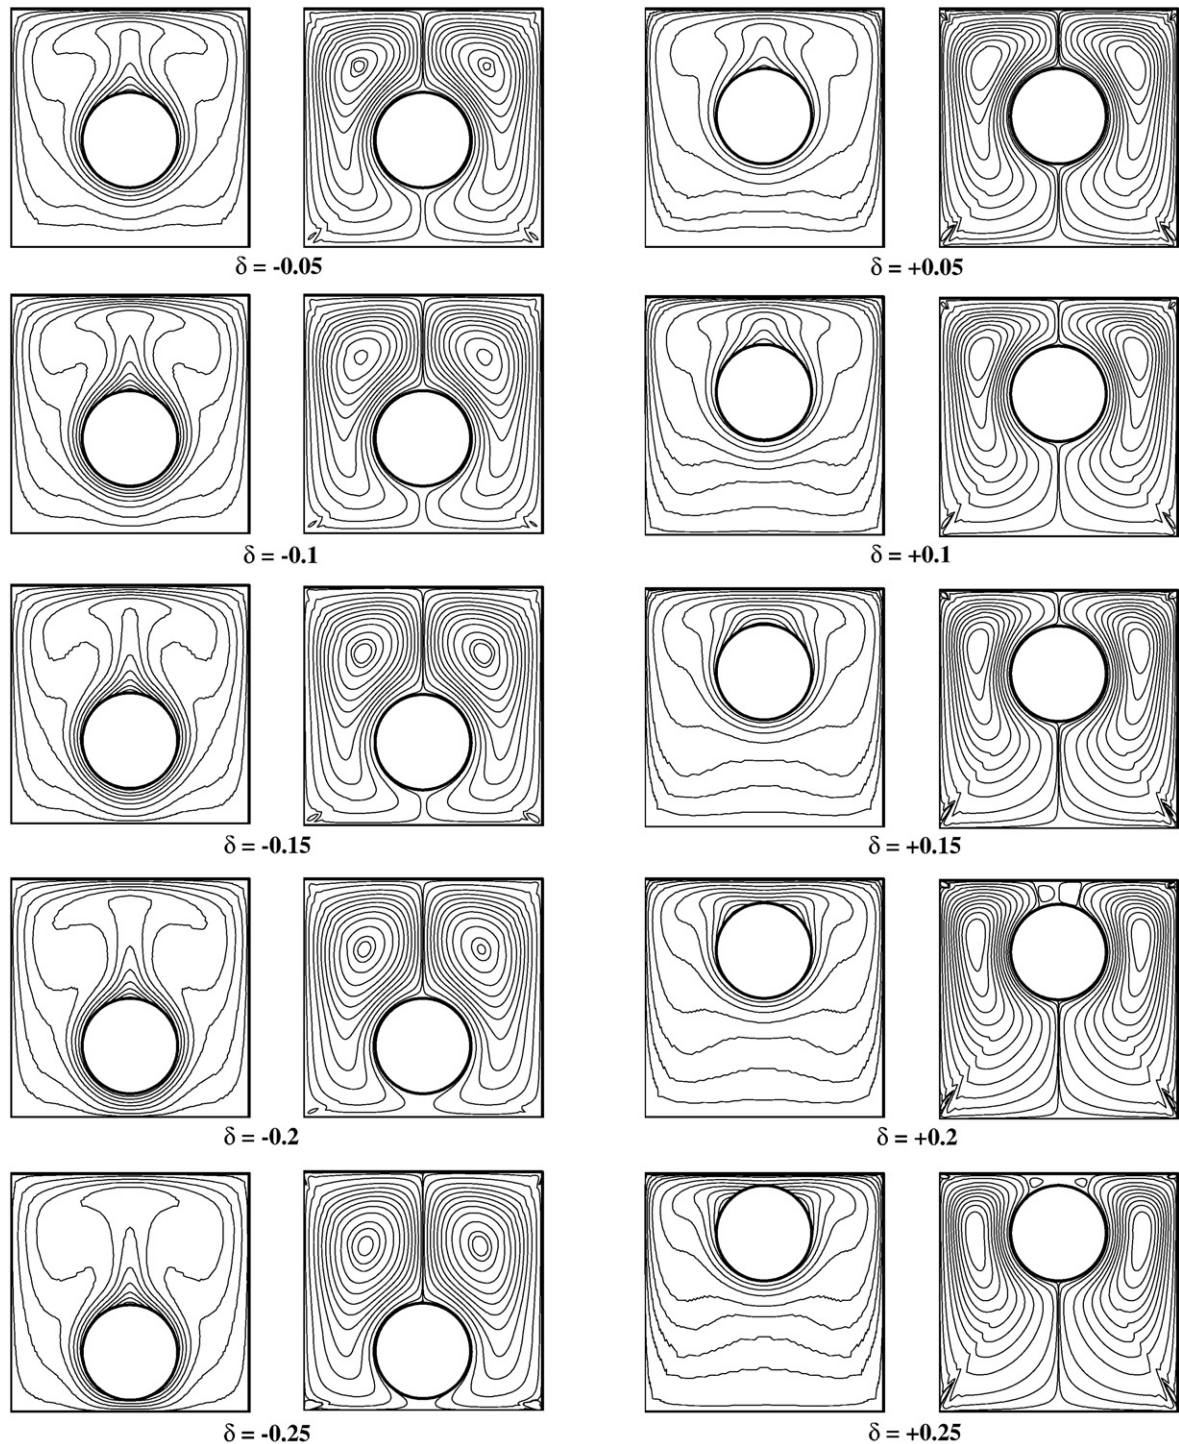 δ = -0.05
δ = +0.05
δ = -0.1
δ = +0.1
δ = -0.15
δ = +0.15
δ = -0.2
δ = +0.2
δ = -0.25
δ = +0.25